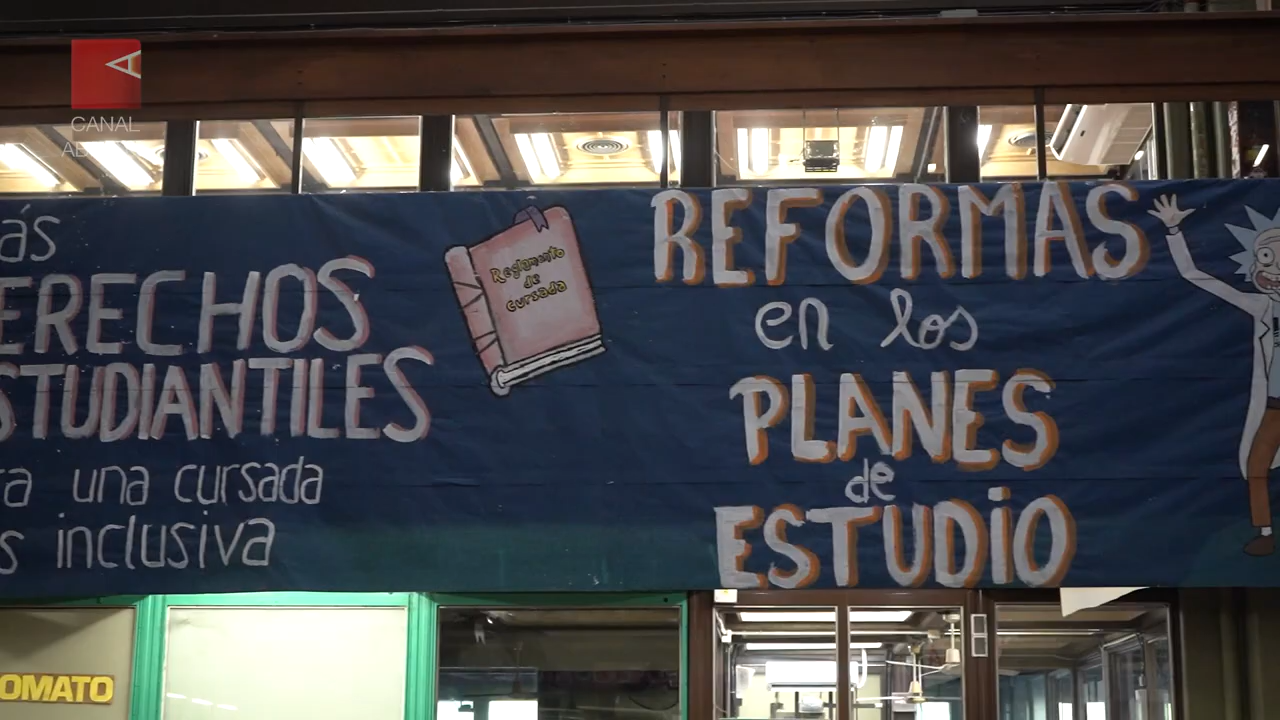 CANAL
ás
ERECHOS
STUDIANTILES
ra una cursada
s inclusiva
Reglamento
de
cursada
REFORMAS
en los
PLANES
de
ESTUDIO
OMATO